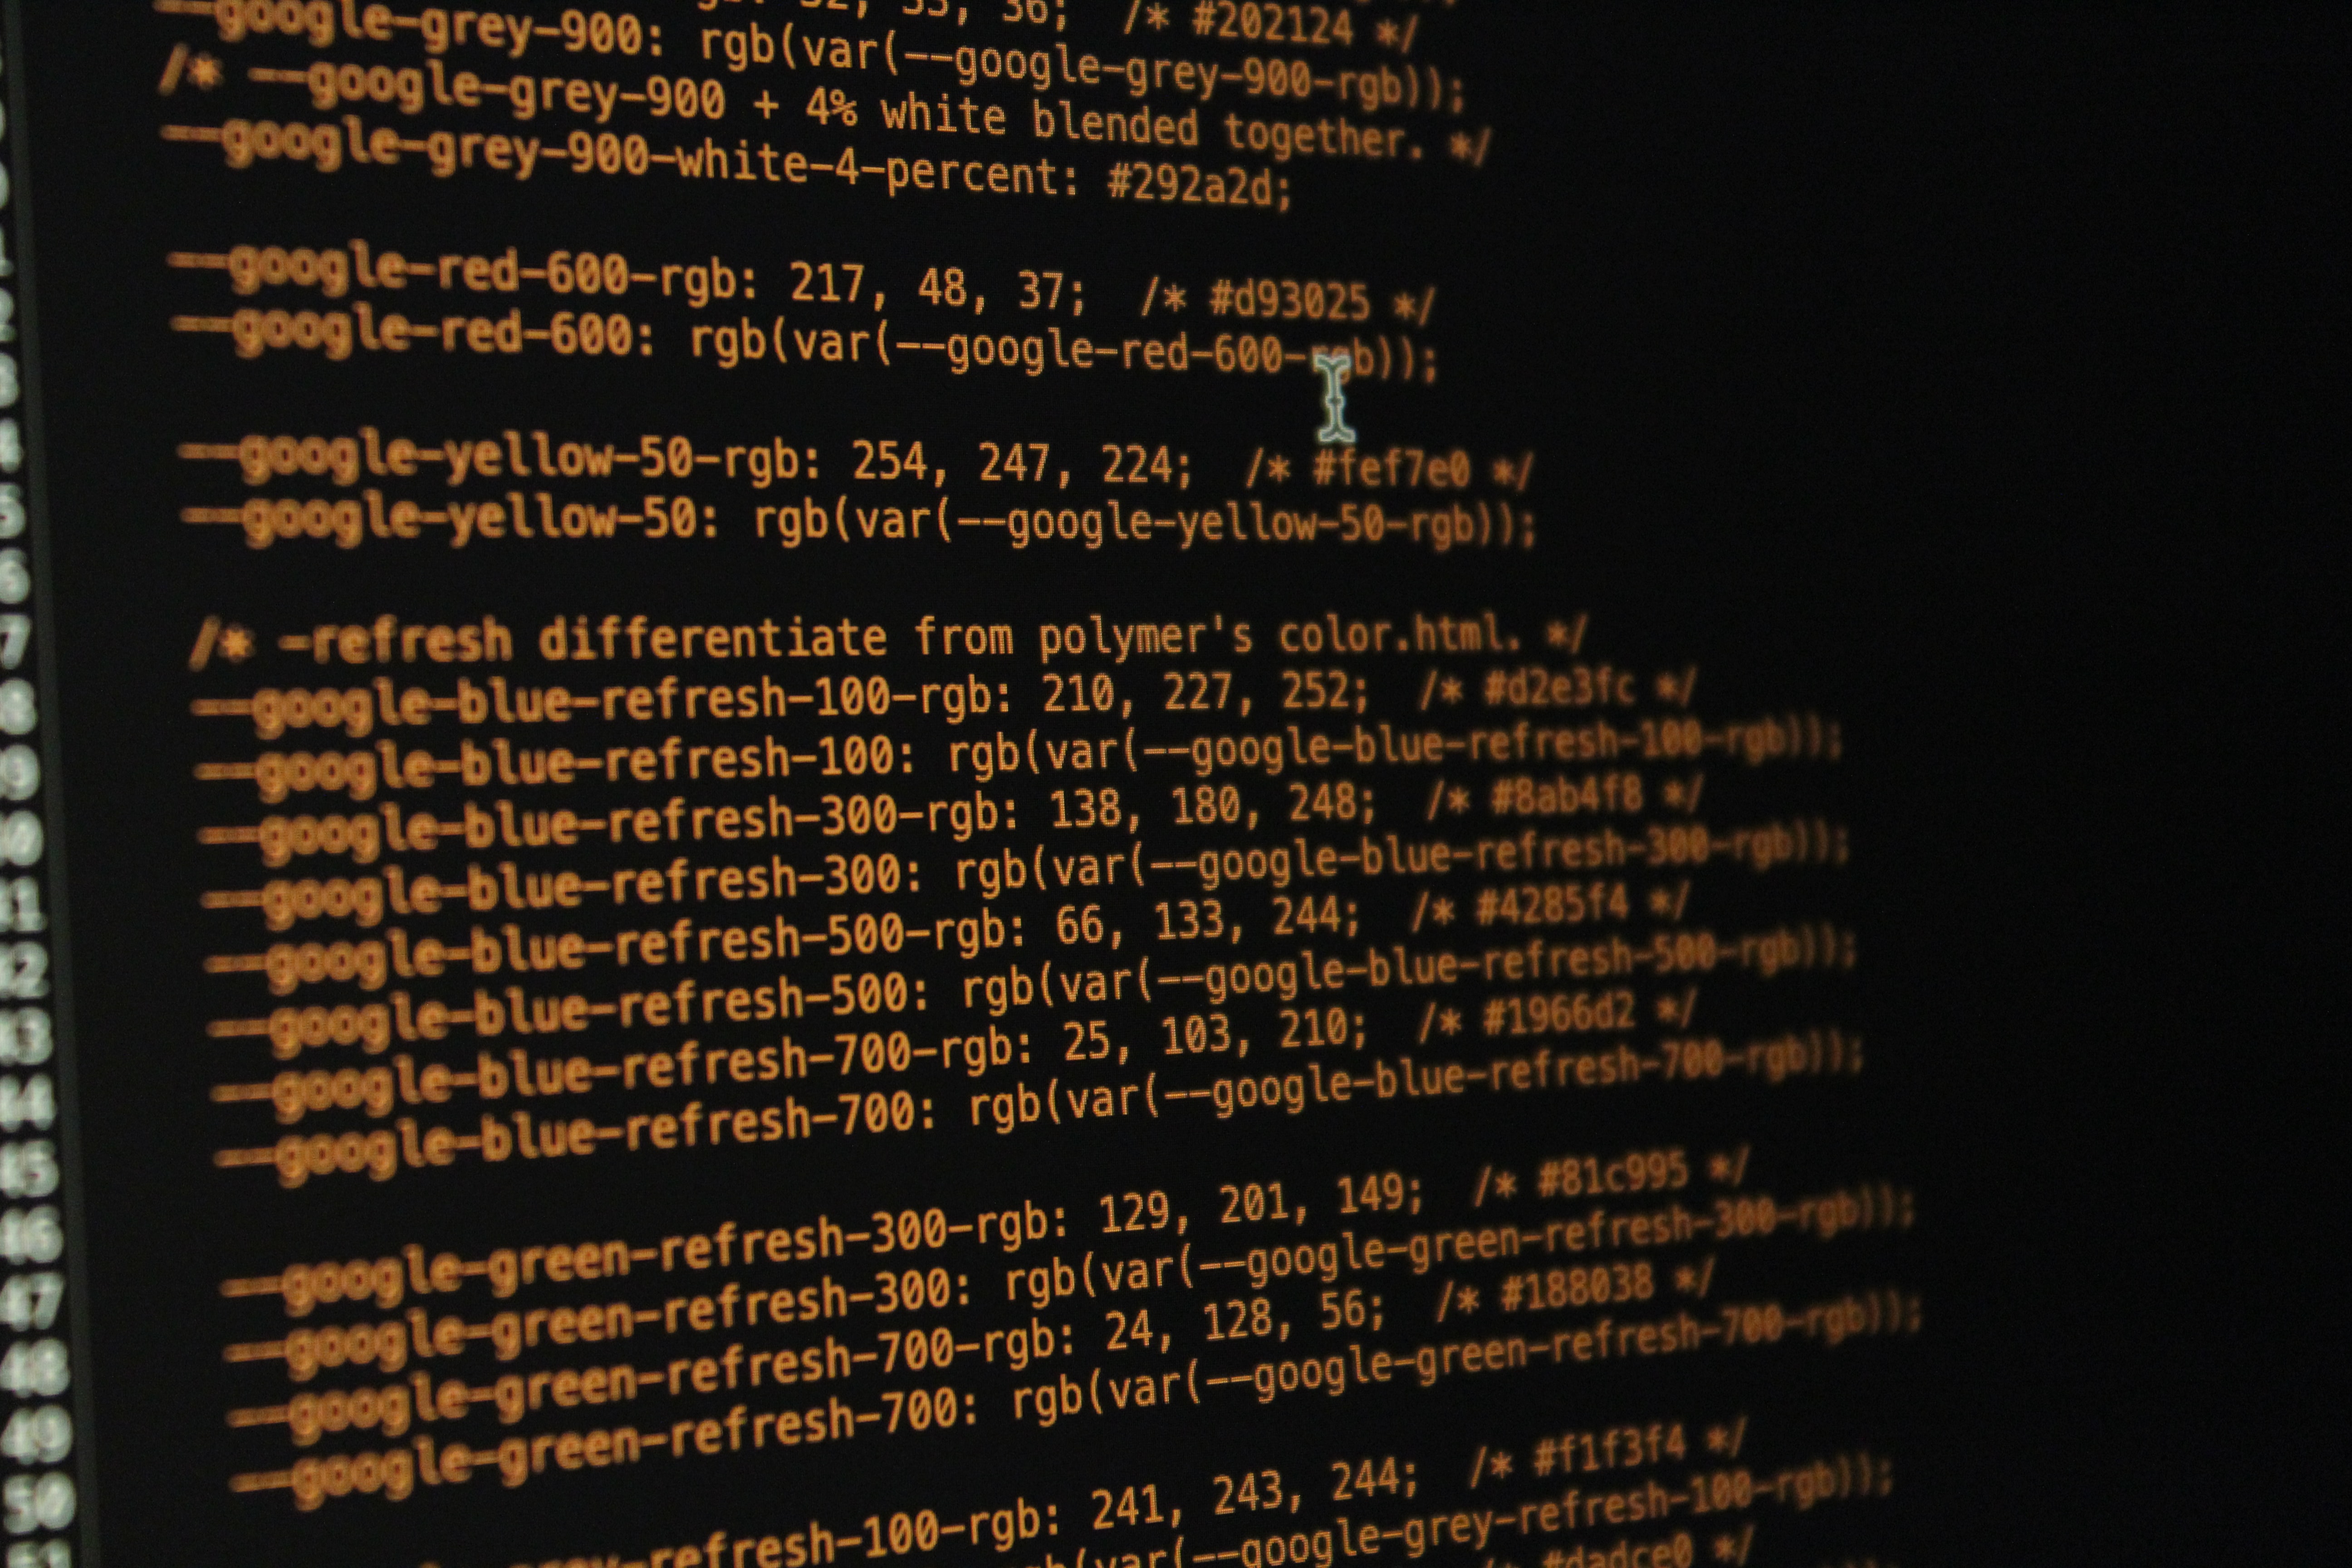 32, 33, 36;  /* #202124 */
--google-grey-900: rgb(var(--google-grey-900-rgb));
/* --google-grey-900 + 4% white blended together. */
--google-grey-900-white-4-percent: #292a2d;
--google-red-600-rgb: 217, 48, 37;  /* #d93025 */
--google-red-600: rgb(var(--google-red-600-rgb));
--google-yellow-50-rgb: 254, 247, 224;  /* #fef7e0 */
--google-yellow-50: rgb(var(--google-yellow-50-rgb));
/* -refresh differentiate from polymer's color.html. */
--google-blue-refresh-100-rgb: 210, 227, 252;  /* #d2e3fc */
--google-blue-refresh-100: rgb(var(--google-blue-refresh-100-rgb));
--google-blue-refresh-300-rgb: 138, 180, 248;  /* #8ab4f8 */
--google-blue-refresh-300: rgb(var(--google-blue-refresh-300-rgb));
--google-blue-refresh-500-rgb: 66, 133, 244;  /* #4285f4 */
--google-blue-refresh-500: rgb(var(--google-blue-refresh-500-rgb));
--google-blue-refresh-700-rgb: 25, 103, 210;  /* #1966d2 */
--google-blue-refresh-700: rgb(var(--google-blue-refresh-700-rgb));
46
--google-green-refresh-300-rgb: 129, 201, 149;  /* #81c995 */
47 --google-green-refresh-300: rgb(var(--google-green-refresh-300-rgb));
48 --google-green-refresh-700-rgb: 24, 128, 56;  /* #188038 */
49 --google-green-refresh-700: rgb(var(--google-green-refresh-700-rgb));
50
-refresh-100-rgb: 241, 243, 244;  /* #f1f3f4 */
(var(--google-grey-refresh-100-rgb));
/* #dadce0 */